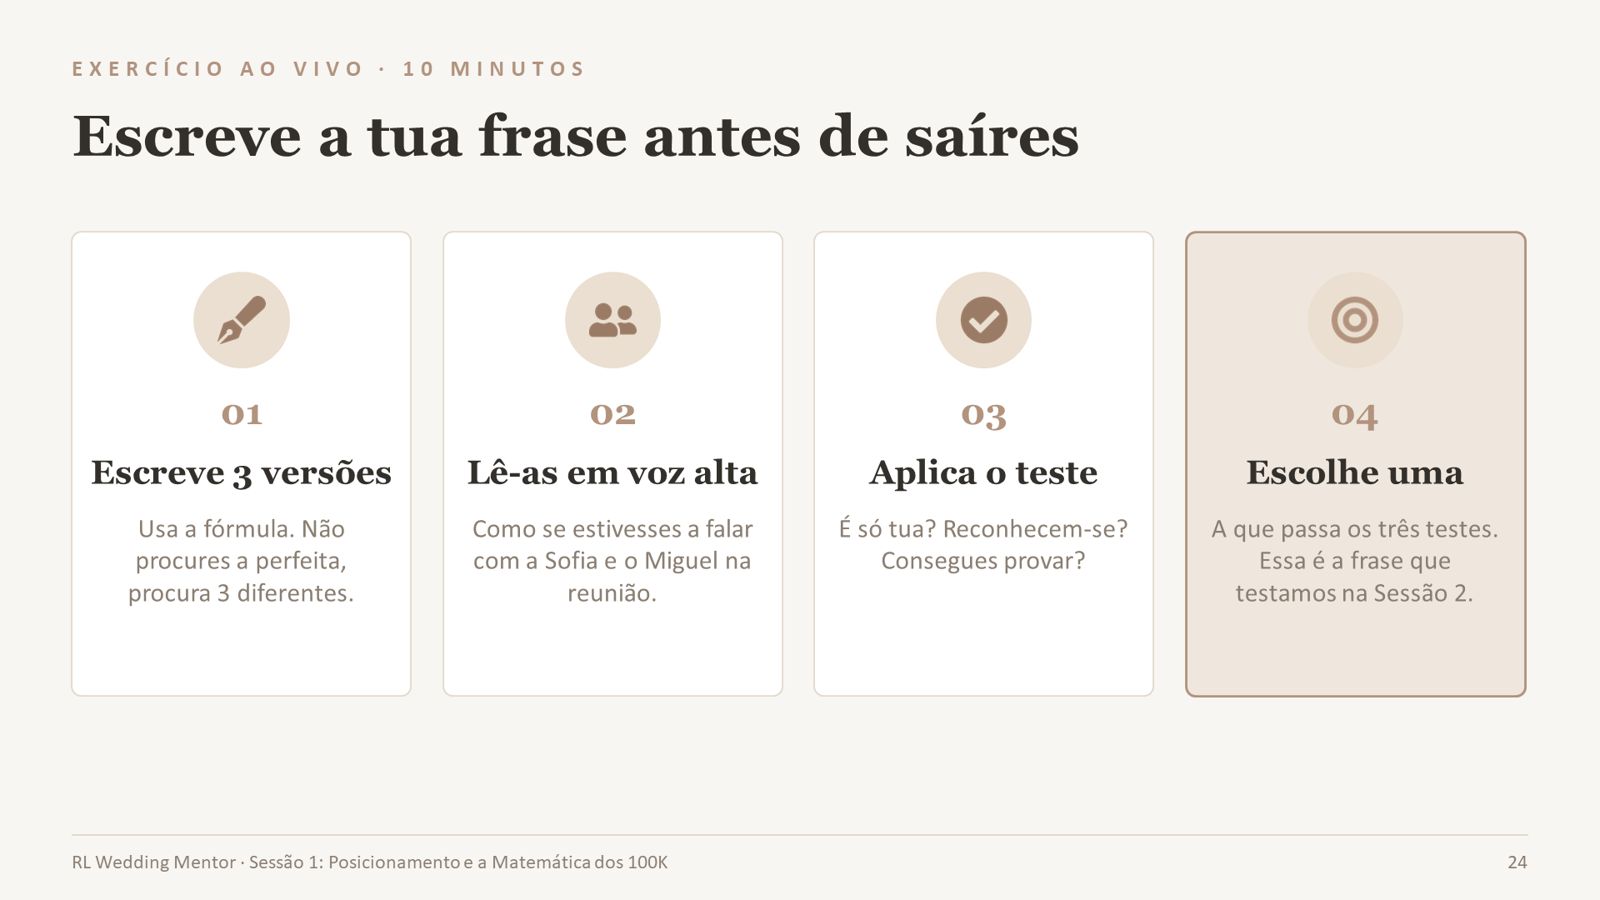 EXERCÍCIO AO VIVO · 10 MINUTOS
Escreve a tua frase antes de saíres
01
Escreve 3 versões
Usa a fórmula. Não
procures a perfeita,
procura 3 diferentes.
02
Lê-as em voz alta
Como se estivesses a falar
com a Sofia e o Miguel na
reunião.
03
Aplica o teste
É só tua? Reconhecem-se?
Consegues provar?
04
Escolhe uma
A que passa os três testes.
Essa é a frase que
testamos na Sessão 2.
RL Wedding Mentor · Sessão 1: Posicionamento e a Matemática dos 100K
24